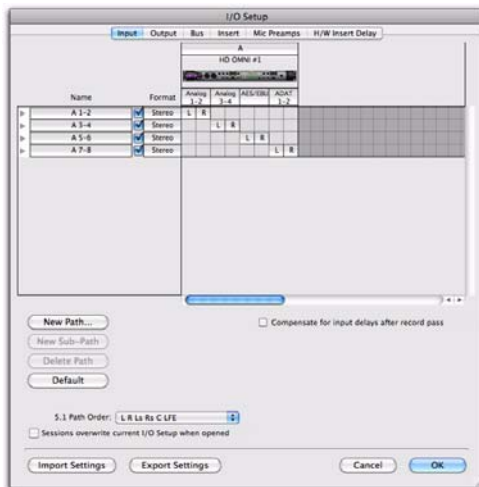 I/O Setup
Input Output Bus Insert Mic Preamps H/W Insert Delay
A
HD OMNI #1
Name Format Analog 1-2 Analog 3-4 AES/EBU ADAT 1-2
A 1-2 Stereo L R
A 3-4 Stereo L R
A 5-6 Stereo L R
A 7-8 Stereo L R
New Path...
Compensate for input delays after record pass
New Sub-Path
Delete Path
Default
5.1 Path Order: L R Ls Rs C LFE
Sessions overwrite current I/O Setup when opened
Import Settings Export Settings Cancel OK